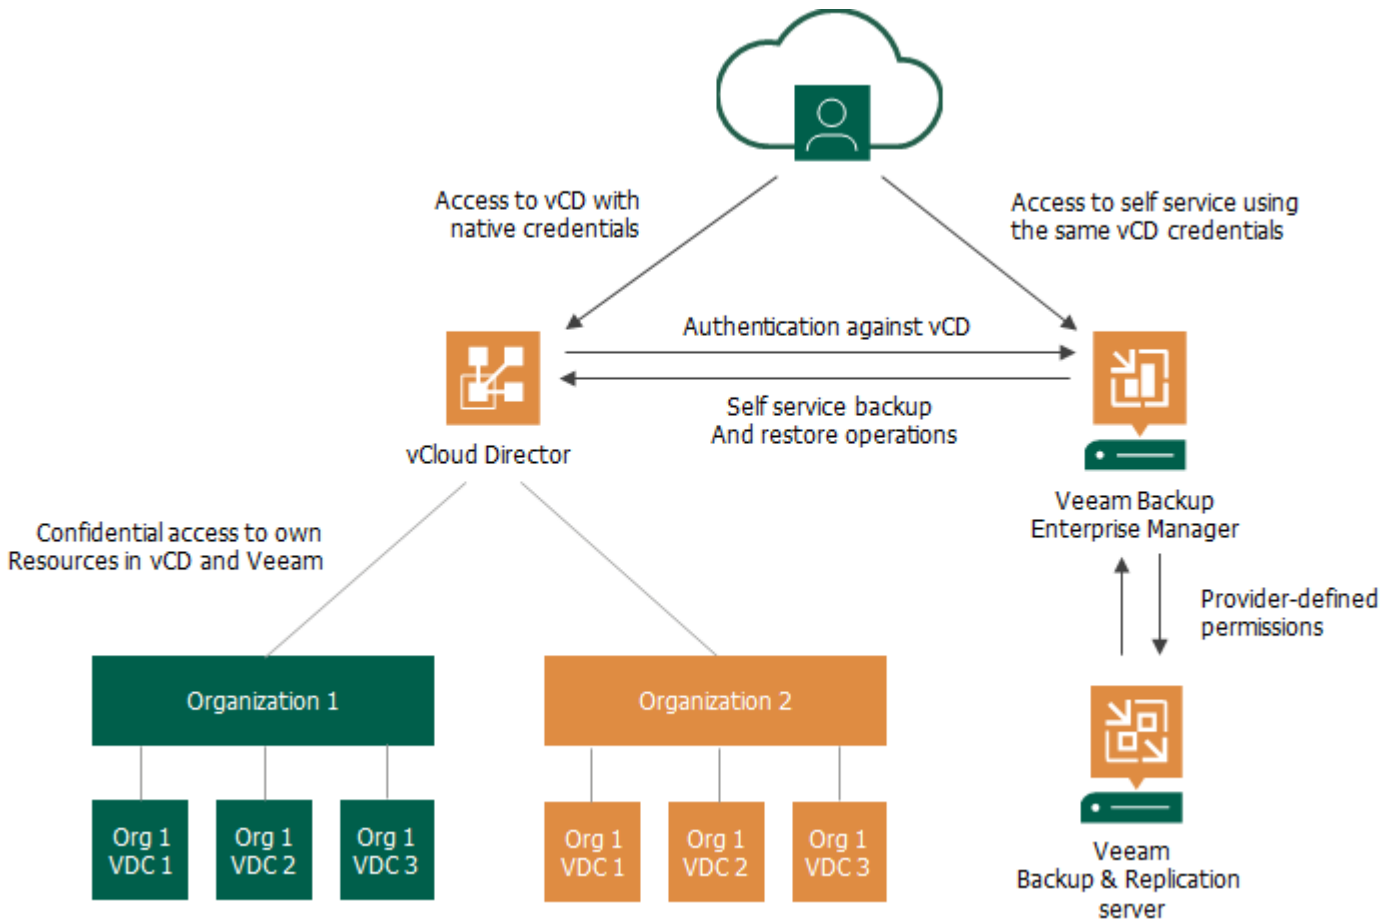 Access to vCD with
native credentials
Access to self service using
the same vCD credentials
Authentication against vCD
Self service backup
And restore operations
vCloud Director
Veeam Backup
Enterprise Manager
Confidential access to own
Resources in vCD and Veeam
Provider-defined
permissions
Organization 1
Organization 2
Org 1
VDC 1
Org 1
VDC 2
Org 1
VDC 3
Org 1
VDC 1
Org 1
VDC 2
Org 1
VDC 3
Veeam
Backup & Replication
server